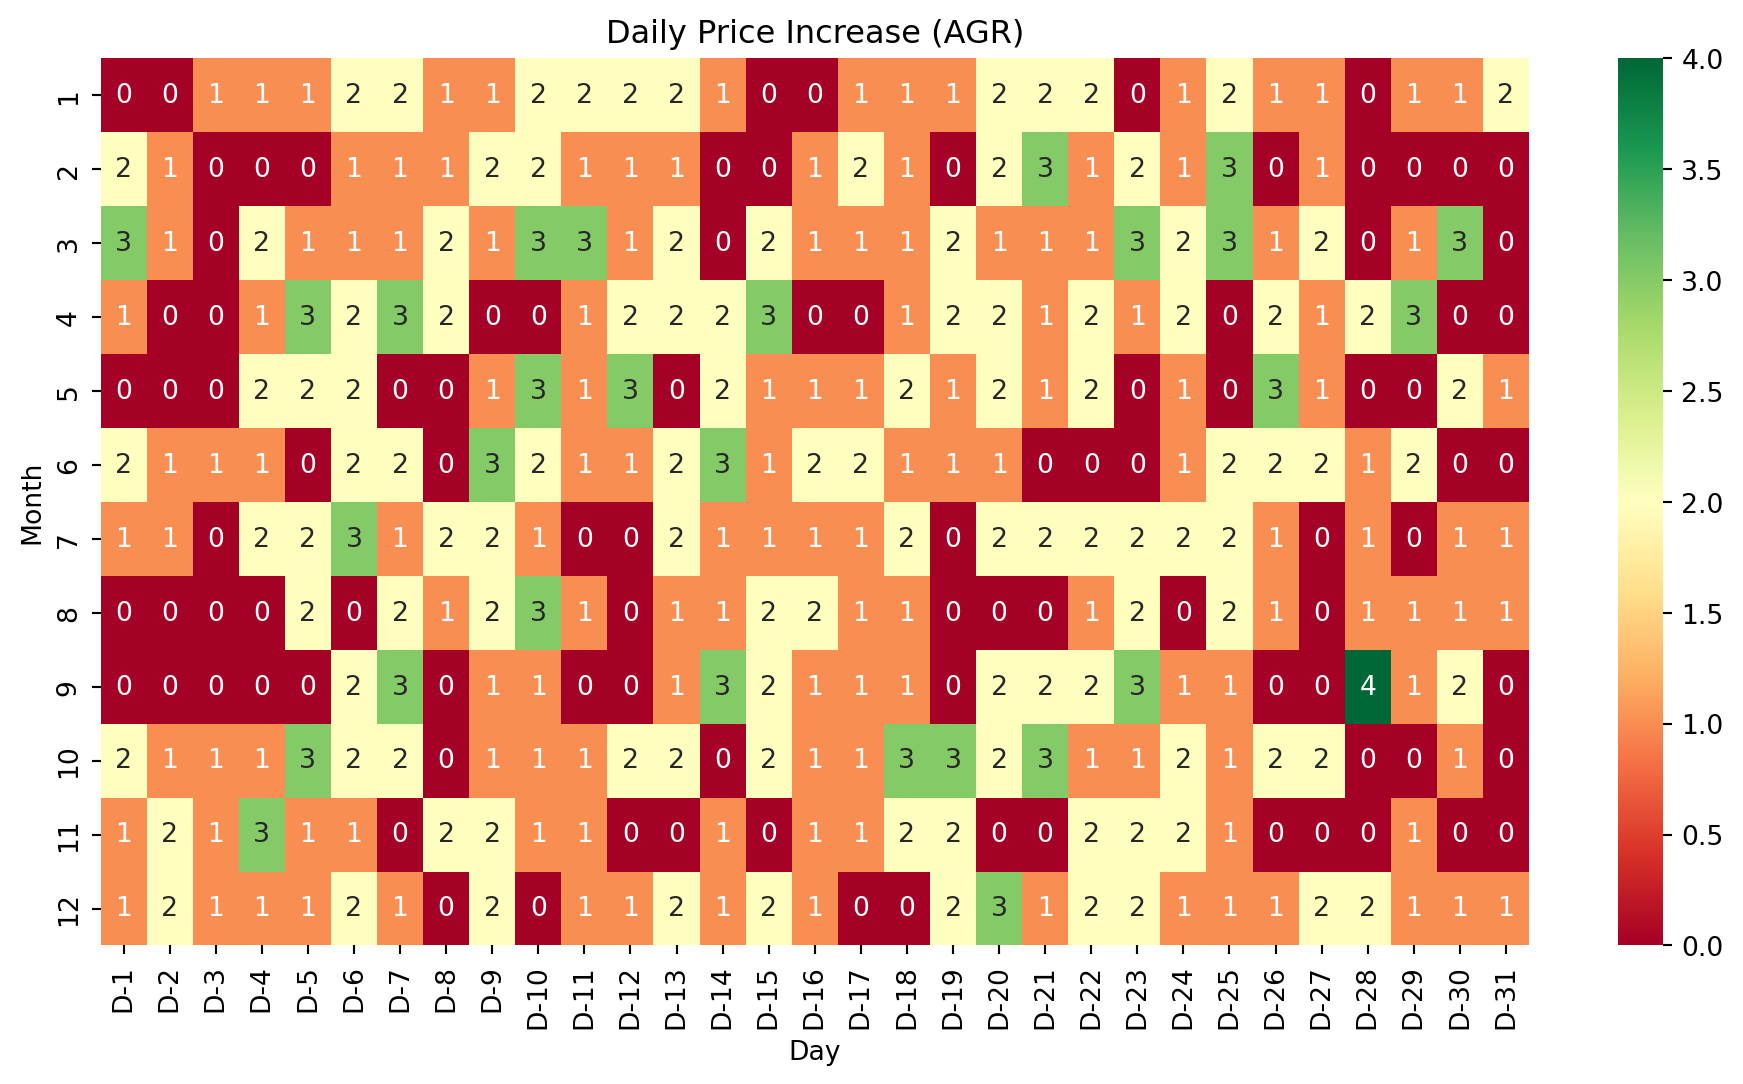 Daily Price Increase (AGR)
1 0 0 1 1 1 2 2 1 1 2 2 2 2 1 0 0 1 1 1 2 2 2 0 1 2 1 1 0 1 1 2
2 2 1 0 0 0 1 1 1 2 2 1 1 1 0 0 1 2 1 0 2 3 1 2 1 3 0 1 0 0 0 0
3 3 1 0 2 1 1 1 2 1 3 3 1 2 0 2 1 1 1 2 1 1 1 3 2 3 1 2 0 1 3 0
4 1 0 0 1 3 2 3 2 0 0 1 2 2 2 3 0 0 1 2 2 1 2 1 2 0 2 1 2 3 0 0
5 0 0 0 2 2 2 0 0 1 3 1 3 0 2 1 1 1 2 1 2 1 2 0 1 0 3 1 0 0 2 1
6 2 1 1 1 0 2 2 0 3 2 1 1 2 3 1 2 2 1 1 1 0 0 0 1 2 2 2 1 2 0 0
7 1 1 0 2 2 3 1 2 2 1 0 0 2 1 1 1 1 2 0 2 2 2 2 2 2 1 0 1 0 1 1
8 0 0 0 0 2 0 2 1 2 3 1 0 1 1 2 2 1 1 0 0 0 1 2 0 2 1 0 1 1 1 1
9 0 0 0 0 0 2 3 0 1 1 0 0 1 3 2 1 1 1 0 2 2 2 3 1 1 0 0 4 1 2 0
10 2 1 1 1 3 2 2 0 1 1 1 2 2 0 2 1 1 3 3 2 3 1 1 2 1 2 2 0 0 1 0
11 1 2 1 3 1 1 0 2 2 1 1 0 0 1 0 1 1 2 2 0 0 2 2 2 1 0 0 0 1 0 0
12 1 2 1 1 1 2 1 0 2 0 1 1 2 1 2 1 0 0 2 3 1 2 2 1 1 1 2 2 1 1 1
Month
D-1 D-2 D-3 D-4 D-5 D-6 D-7 D-8 D-9 D-10 D-11 D-12 D-13 D-14 D-15 D-16 D-17 D-18 D-19 D-20 D-21 D-22 D-23 D-24 D-25 D-26 D-27 D-28 D-29 D-30 D-31
Day
4.0
3.5
3.0
2.5
2.0
1.5
1.0
0.5
0.0